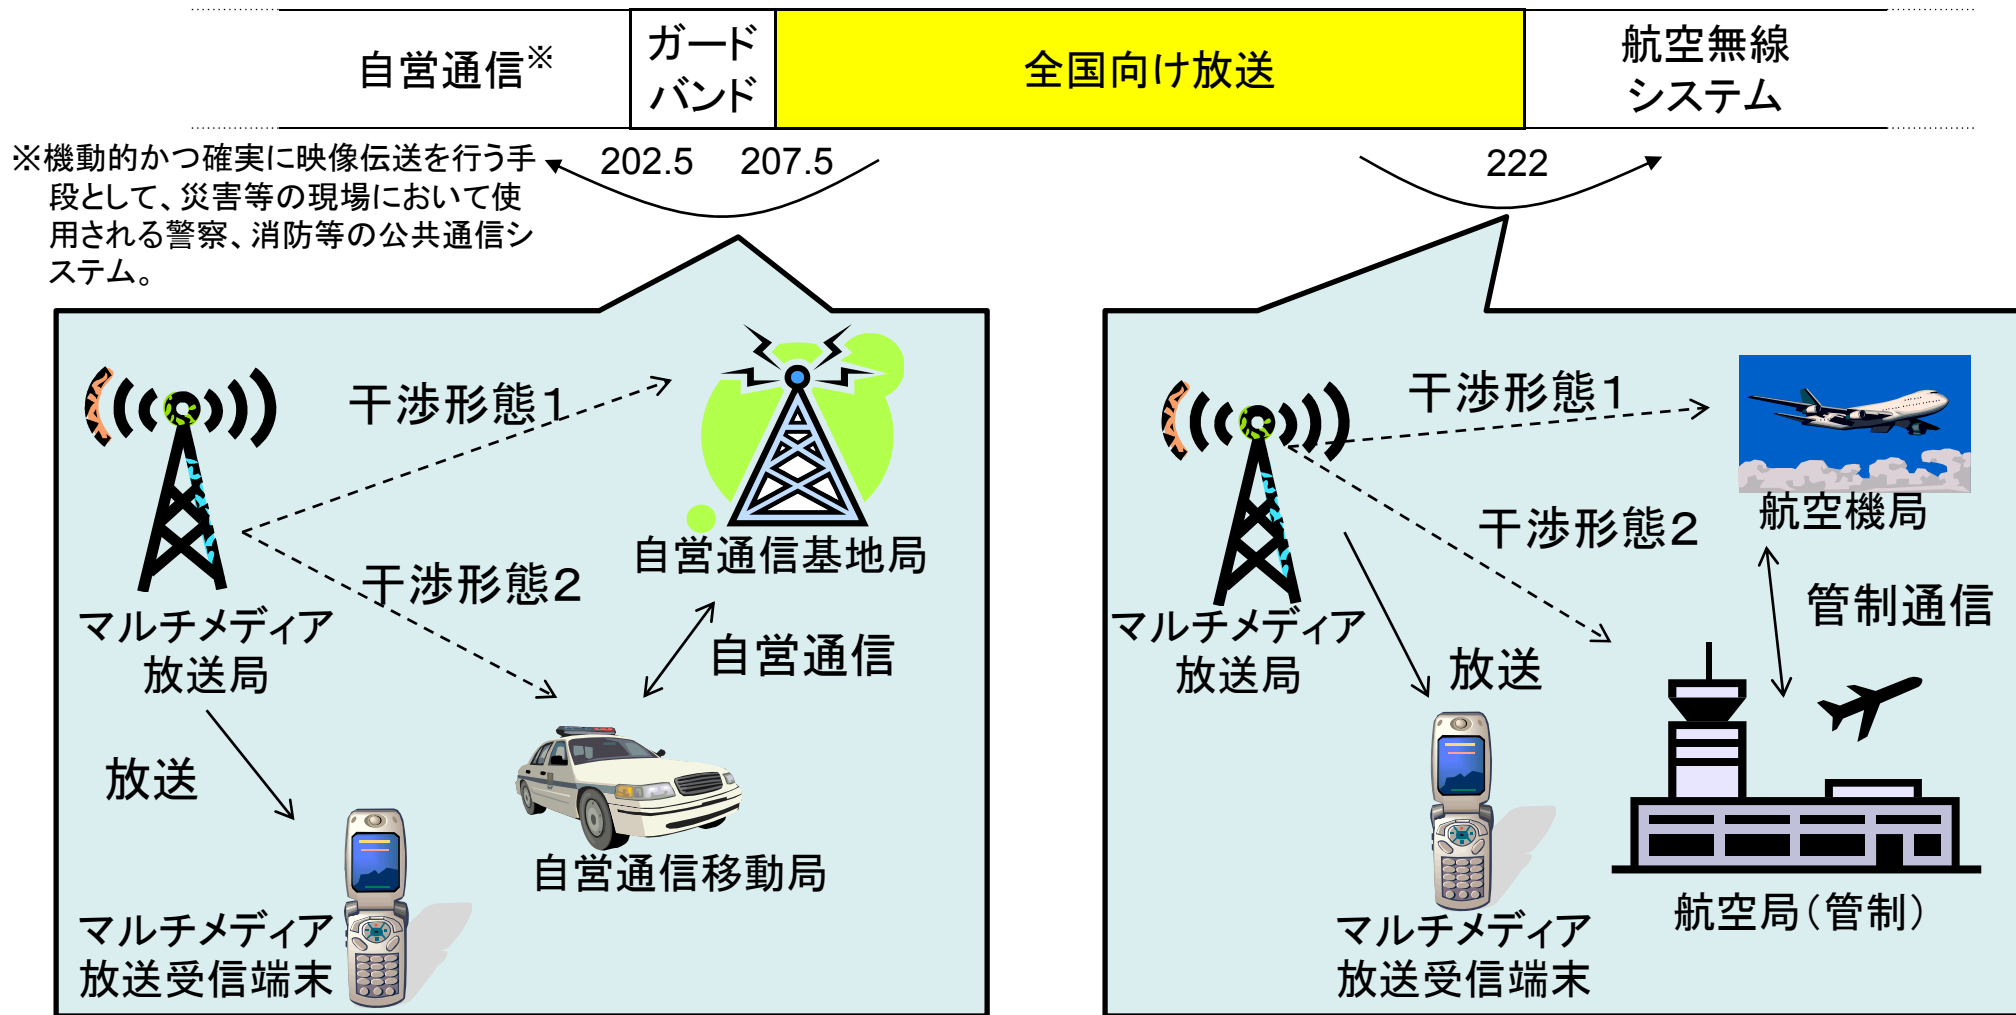 自営通信※
ガード
バンド
全国向け放送
航空無線
システム
202.5
207.5
222
※機動的かつ確実に映像伝送を行う手
段として、災害等の現場において使
用される警察、消防等の公共通信シ
ステム。
干渉形態1
自営通信基地局
干渉形態2
マルチメディア
放送局
自営通信
放送
自営通信移動局
マルチメディア
放送受信端末
干渉形態1
航空機局
干渉形態2
管制通信
マルチメディア
放送局
放送
航空局(管制)
マルチメディア
放送受信端末